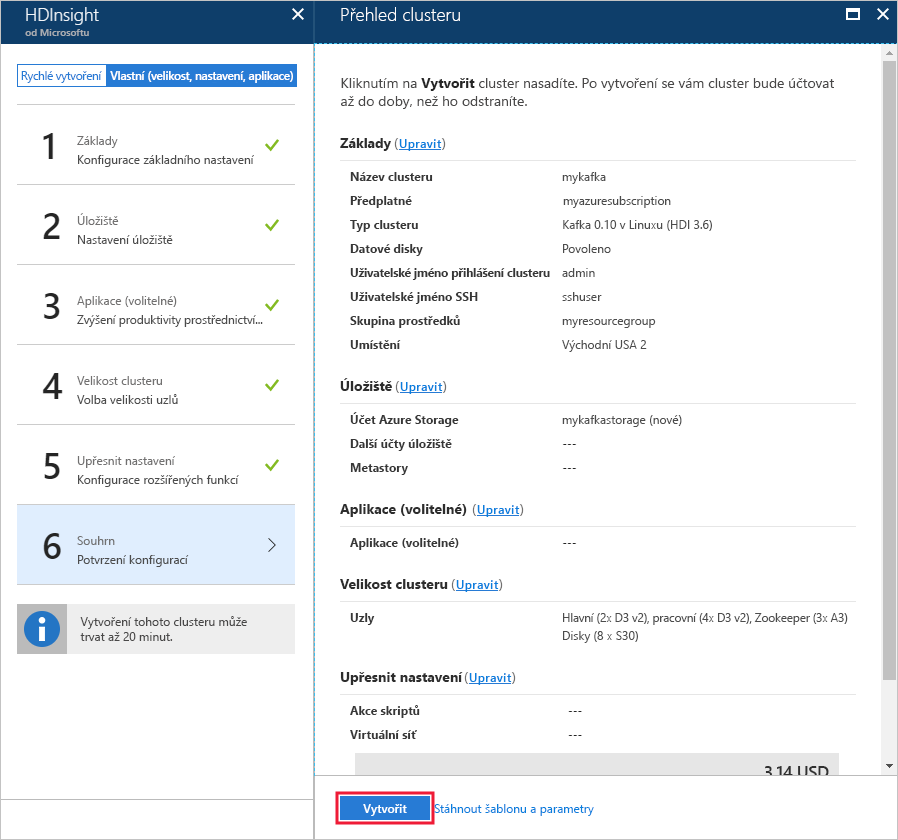 HDInsight
od Microsoftu
Rychlé vytvoření
Vlastní (velikost, nastavení, aplikace)
1
Základy
Konfigurace základního nastavení
2
Úložiště
Nastavení úložiště
3
Aplikace (volitelné)
Zvýšení produktivity prostřednictví...
4
Velikost clusteru
Volba velikosti uzlů
5
Upřesnit nastavení
Konfigurace rozšířených funkcí
6
Souhrn
Potvrzení konfigurací
Vytvoření tohoto clusteru může
trvat až 20 minut.
Přehled clusteru
Kliknutím na Vytvořit cluster nasadíte. Po vytvoření se vám cluster bude účtovat
až do doby, než ho odstraníte.
Základy (Upravit)
Název clusteru mykafka
Předplatné myazuresubscription
Typ clusteru Kafka 0.10 v Linuxu (HDI 3.6)
Datové disky Povoleno
Uživatelské jméno přihlášení clusteru admin
Uživatelské jméno SSH sshuser
Skupina prostředků myresourcegroup
Umístění Východní USA 2
Úložiště (Upravit)
Účet Azure Storage mykafkastorage (nové)
Další účty úložiště ---
Metastory ---
Aplikace (volitelné) (Upravit)
Aplikace (volitelné) ---
Velikost clusteru (Upravit)
Uzly Hlavní (2x D3 v2), pracovní (4x D3 v2), Zookeeper (3x A3)
Disky (8 x S30)
Upřesnit nastavení (Upravit)
Akce skriptů ---
Virtuální síť ---
3.14 USD
Vytvořit
Stáhnout šablonu a parametry